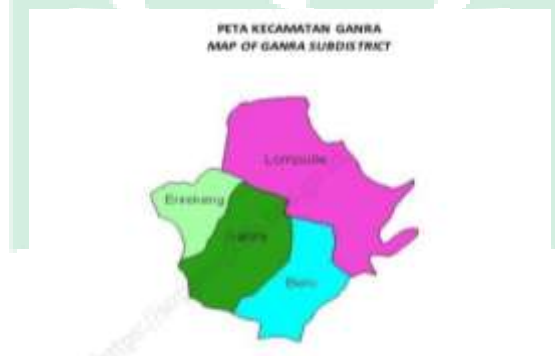 PETA KECAMATAN GANRA
MAP OF GANRA SUBDISTRICT
Lompulle
Enrekang
Ganra
Belo